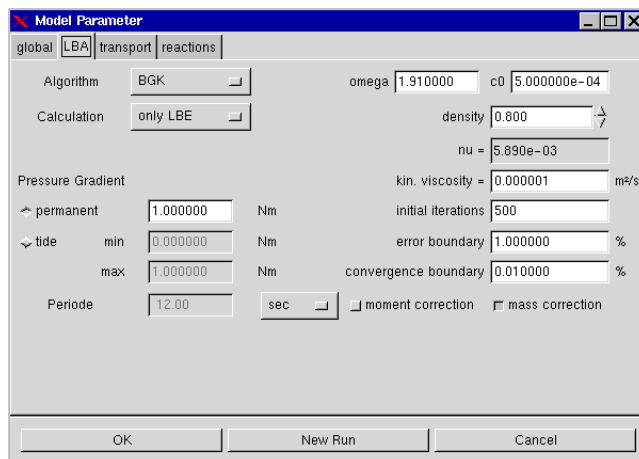 Model Parameter
global LBA transport reactions
Algorithm BGK omega 1.910000 c0 5.000000e-04
Calculation only LBE density 0.800
nu = 5.890e-03
Pressure Gradient kin. viscosity = 0.000001 m²/s
permanent 1.000000 Nm initial iterations 500
tide min 0.000000 Nm error boundary 1.000000 %
max 1.000000 Nm convergence boundary 0.010000 %
Periode 12.00 sec moment correction mass correction
OK New Run Cancel